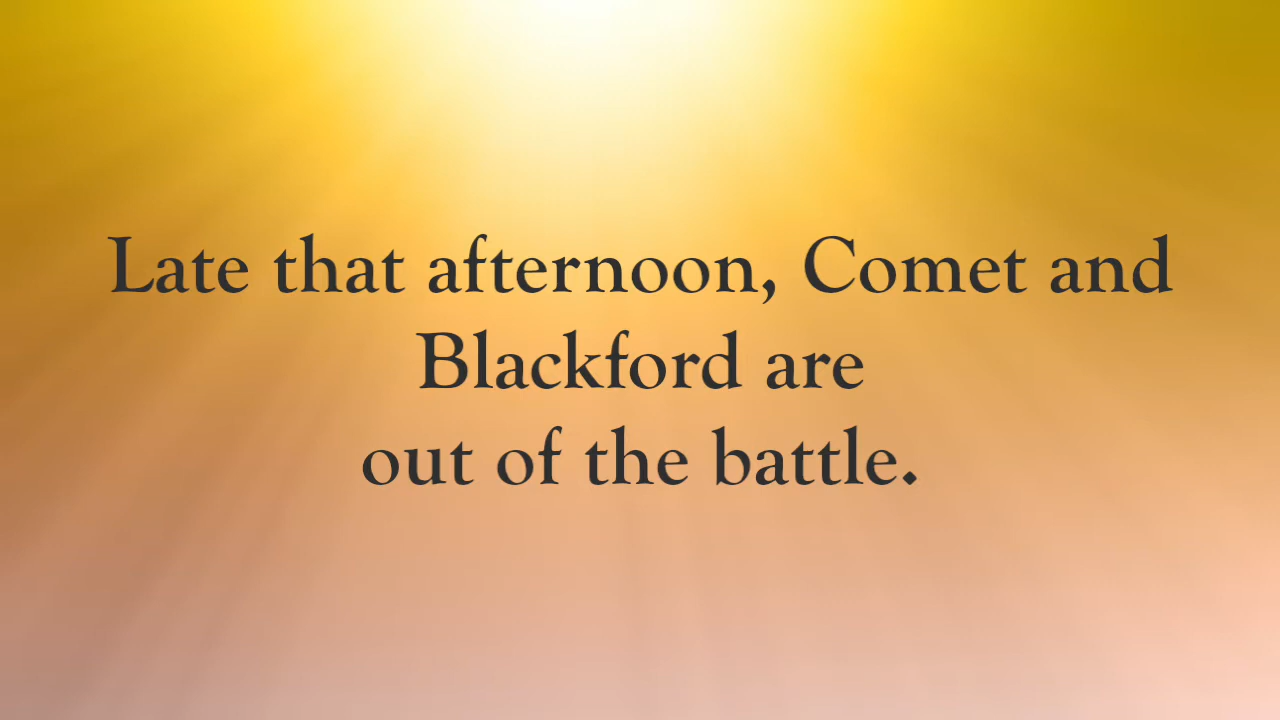 Late that afternoon, Comet and
Blackford are
out of the battle.